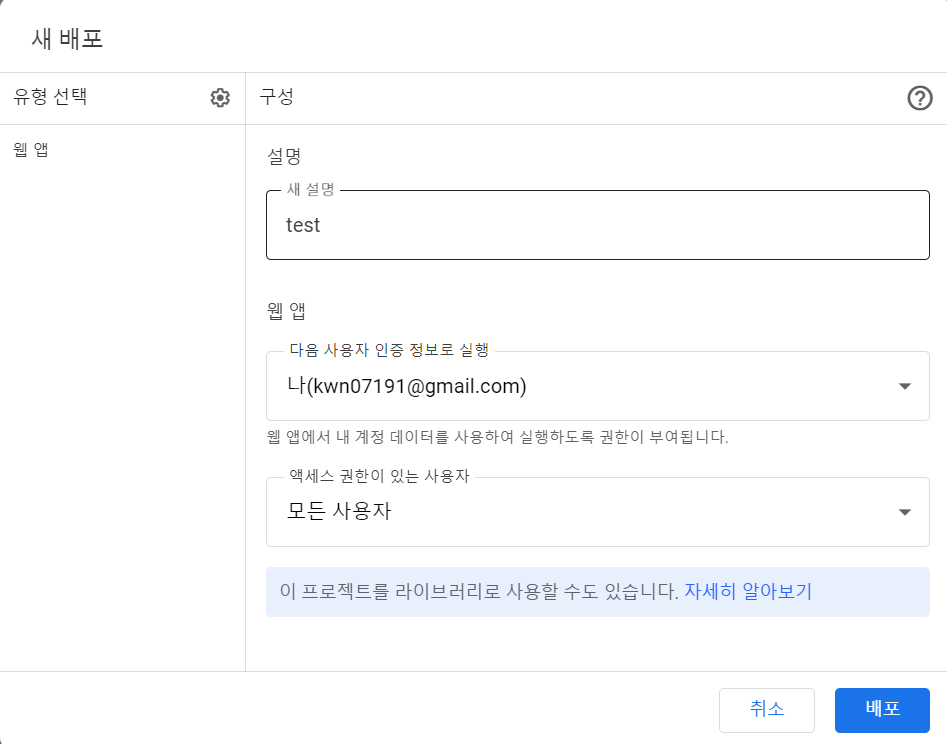 새 배포
유형 선택
구성
웹 앱
설명
새 설명
test
웹 앱
다음 사용자 인증 정보로 실행
나(kwn07191@gmail.com)
웹 앱에서 내 계정 데이터를 사용하여 실행하도록 권한이 부여됩니다.
액세스 권한이 있는 사용자
모든 사용자
이 프로젝트를 라이브러리로 사용할 수도 있습니다. 자세히 알아보기
취소
배포